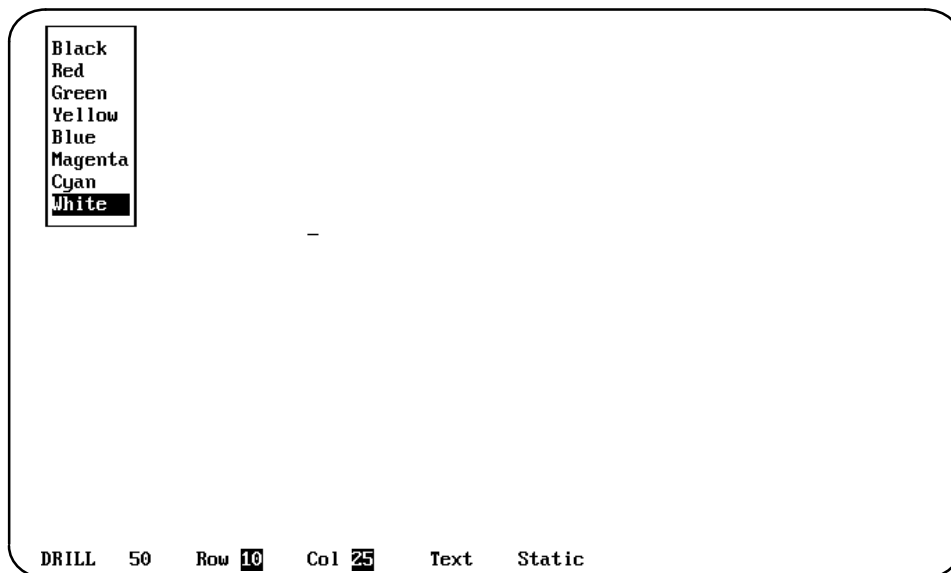 Black
Red
Green
Yellow
Blue
Magenta
Cyan
White
_
DRILL 50 Row 10 Col 25 Text Static